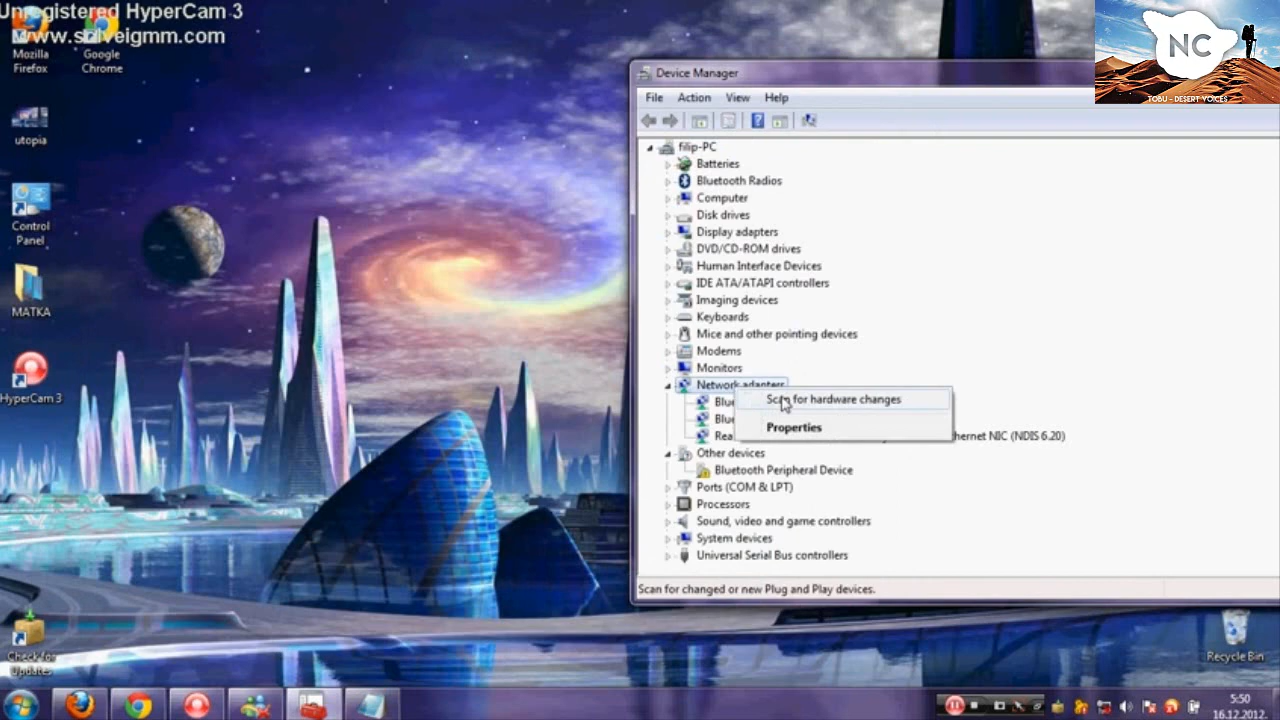 Unregistered HyperCam 3
www.solveigmm.com
Mozilla
Firefox
Google
Chrome
utopia
Control
Panel
MATKA
HyperCam 3
Check for
Updates
Device Manager
File Action View Help
filip-PC
Batteries
Bluetooth Radios
Computer
Disk drives
Display adapters
DVD/CD-ROM drives
Human Interface Devices
IDE ATA/ATAPI controllers
Imaging devices
Keyboards
Mice and other pointing devices
Modems
Monitors
Network adapters
Scan for hardware changes
Properties
Blu
Blu
Rea
hernet NIC (NDIS 6.20)
Other devices
Bluetooth Peripheral Device
Ports (COM & LPT)
Processors
Sound, video and game controllers
System devices
Universal Serial Bus controllers
Scan for changed or new Plug and Play devices.
NC
TOBU - DESERT VOICES
Recycle Bin
5:50
16.12.2012.